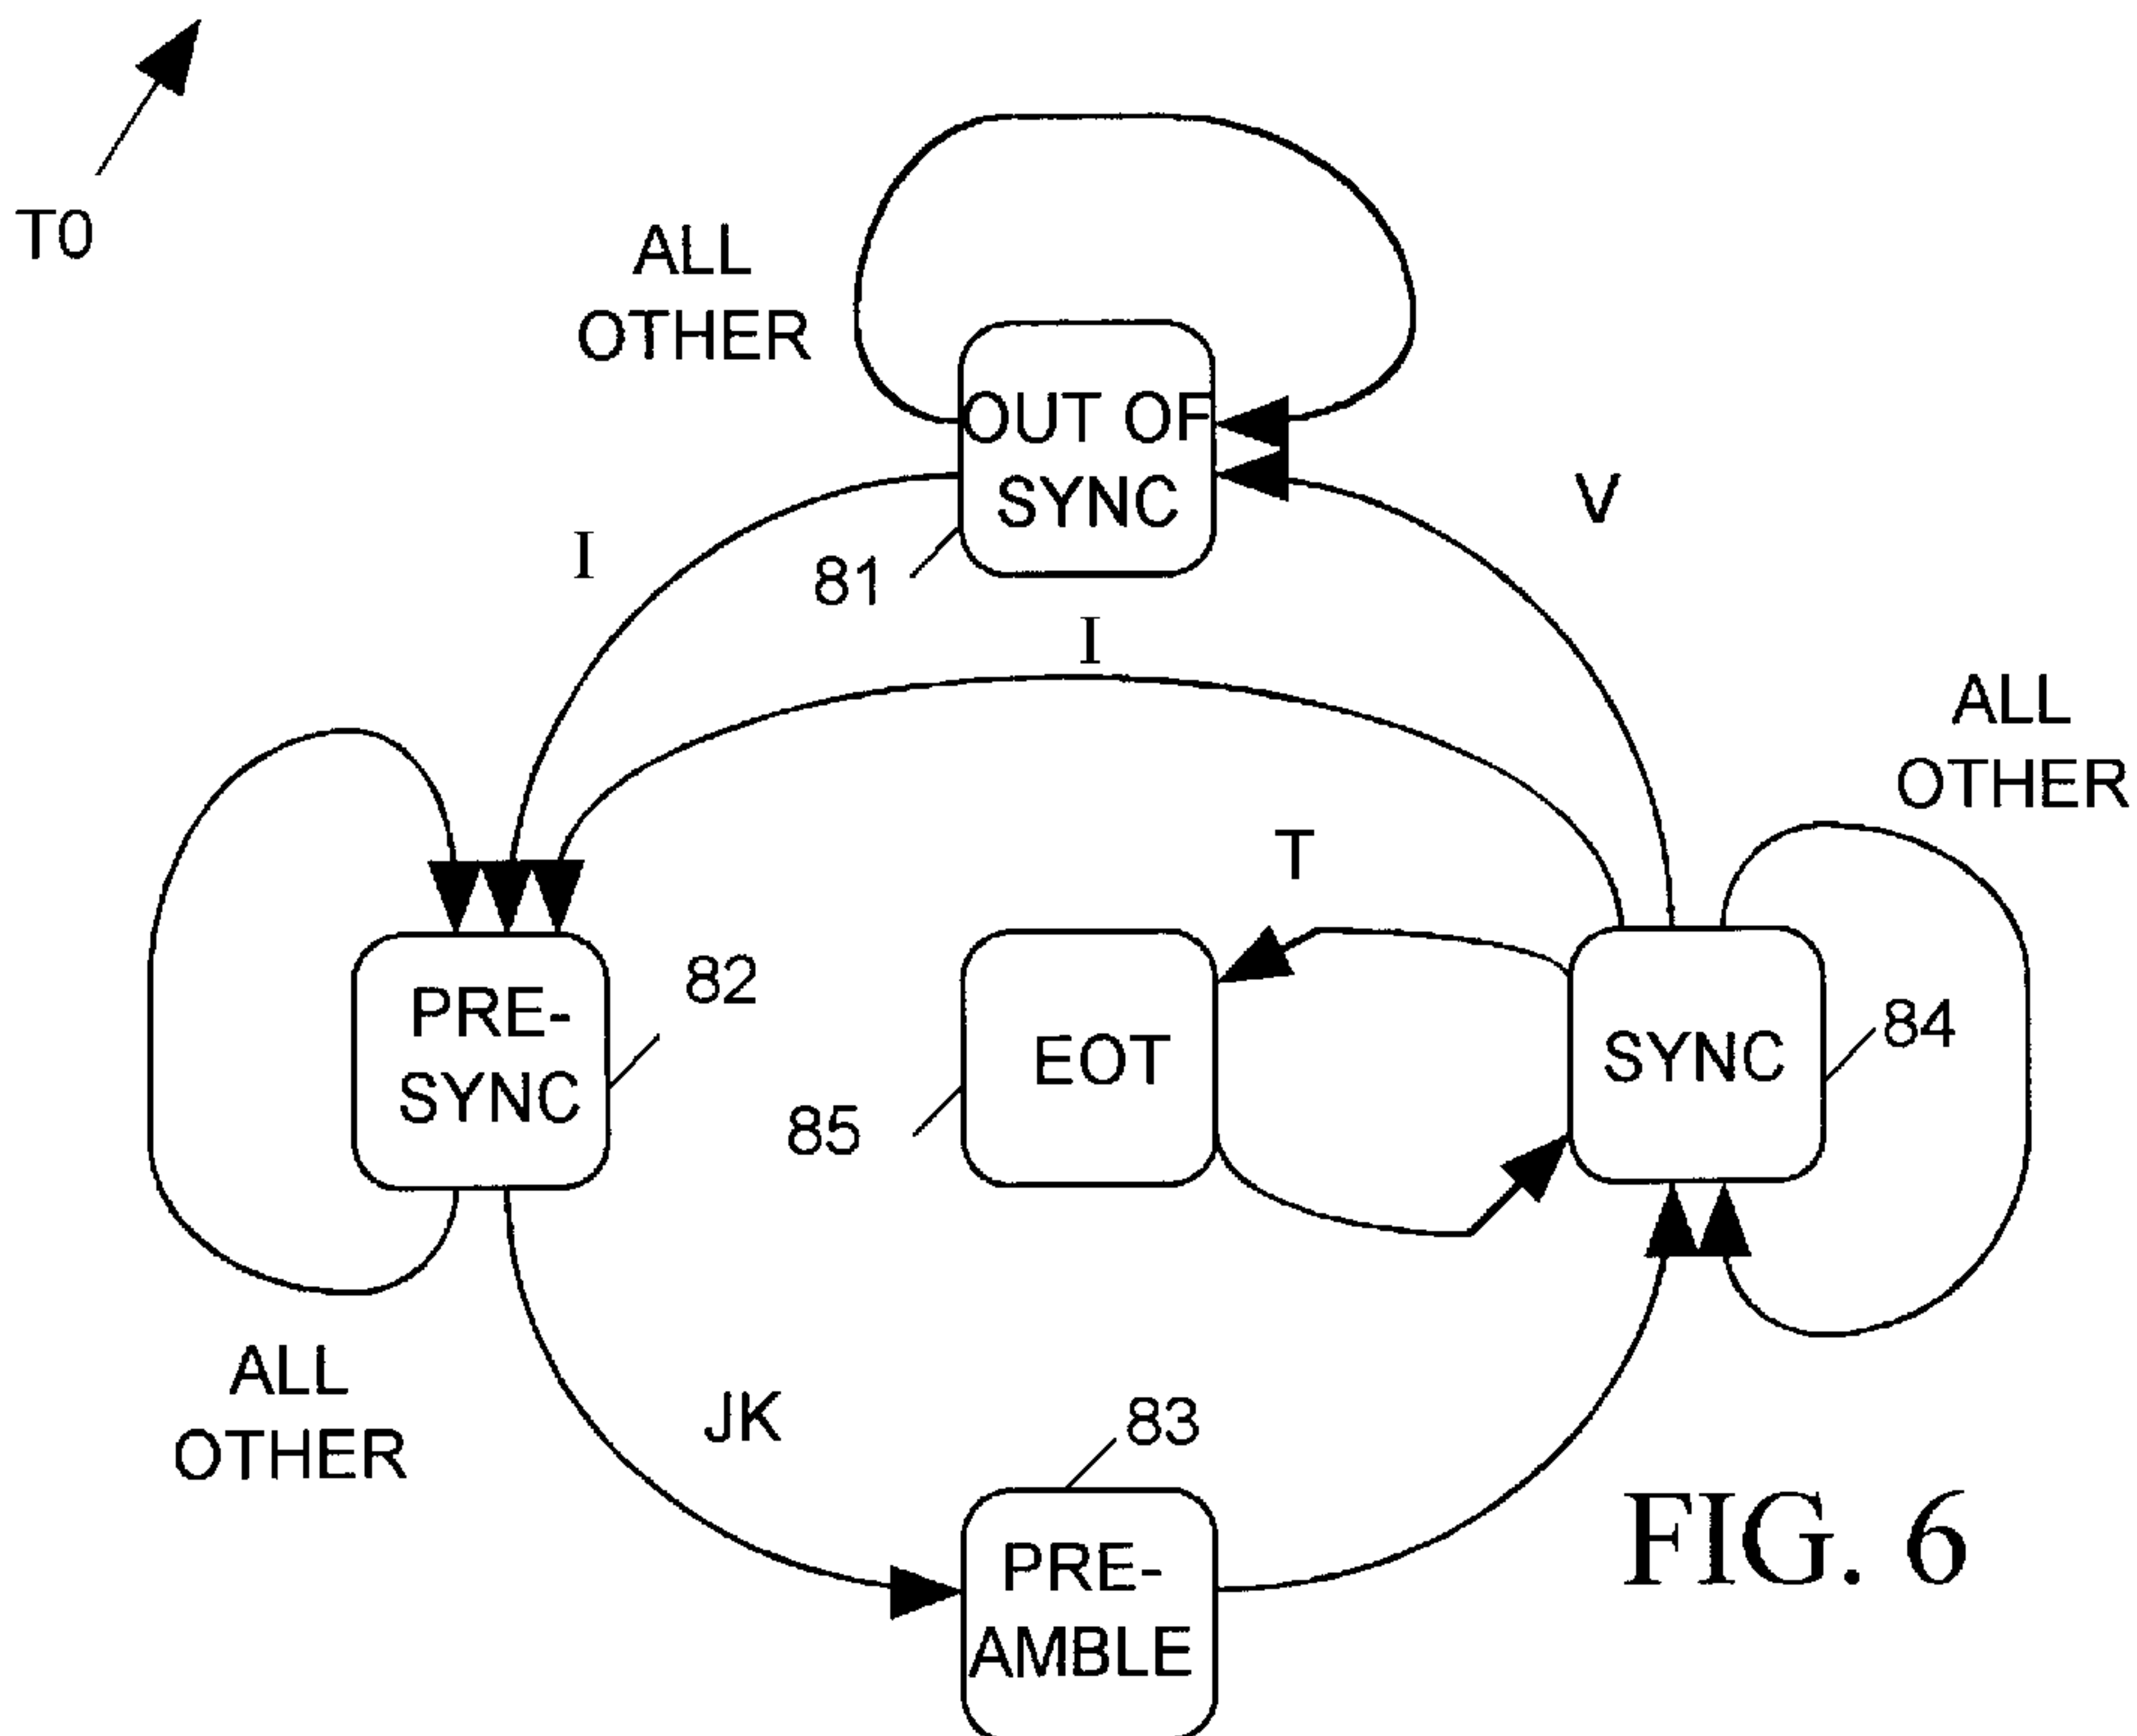 T0
ALL
OTHER
OUT OF
SYNC
81
I
V
I
ALL
OTHER
T
PRE-
SYNC
82
EOT
85
SYNC
84
ALL
OTHER
JK
83
PRE-
AMBLE
FIG. 6